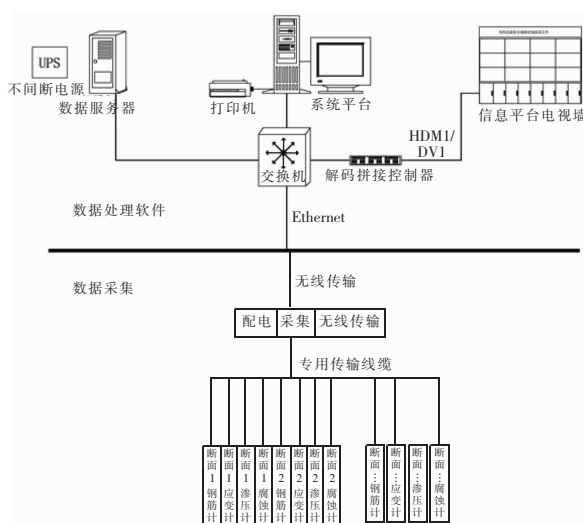 UPS
不间断电源
数据服务器
打印机
系统平台
信息平台电视墙
HDM1/
DV1
交换机
解码拼接控制器
数据处理软件
Ethernet
数据采集
无线传输
配电 采集 无线传输
专用传输线缆
断面1钢筋计
断面1应变计
断面1渗压计
断面1腐蚀计
断面2钢筋计
断面2应变计
断面2渗压计
断面2腐蚀计
断面…钢筋计
断面…应变计
断面…渗压计
断面…腐蚀计